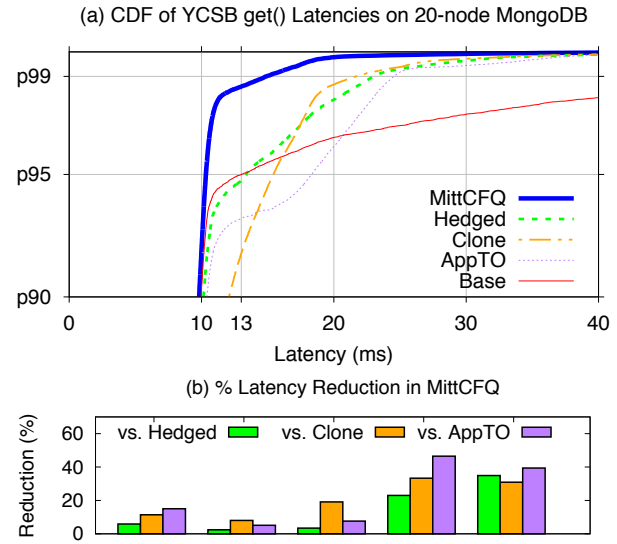 (a) CDF of YCSB get() Latencies on 20-node MongoDB
p99
p95
p90
MittCFQ
Hedged
Clone
AppTO
Base
0 10 13 20 30 40
Latency (ms)
(b) % Latency Reduction in MittCFQ
Reduction (%)
60
40
20
0
vs. Hedged vs. Clone vs. AppTO